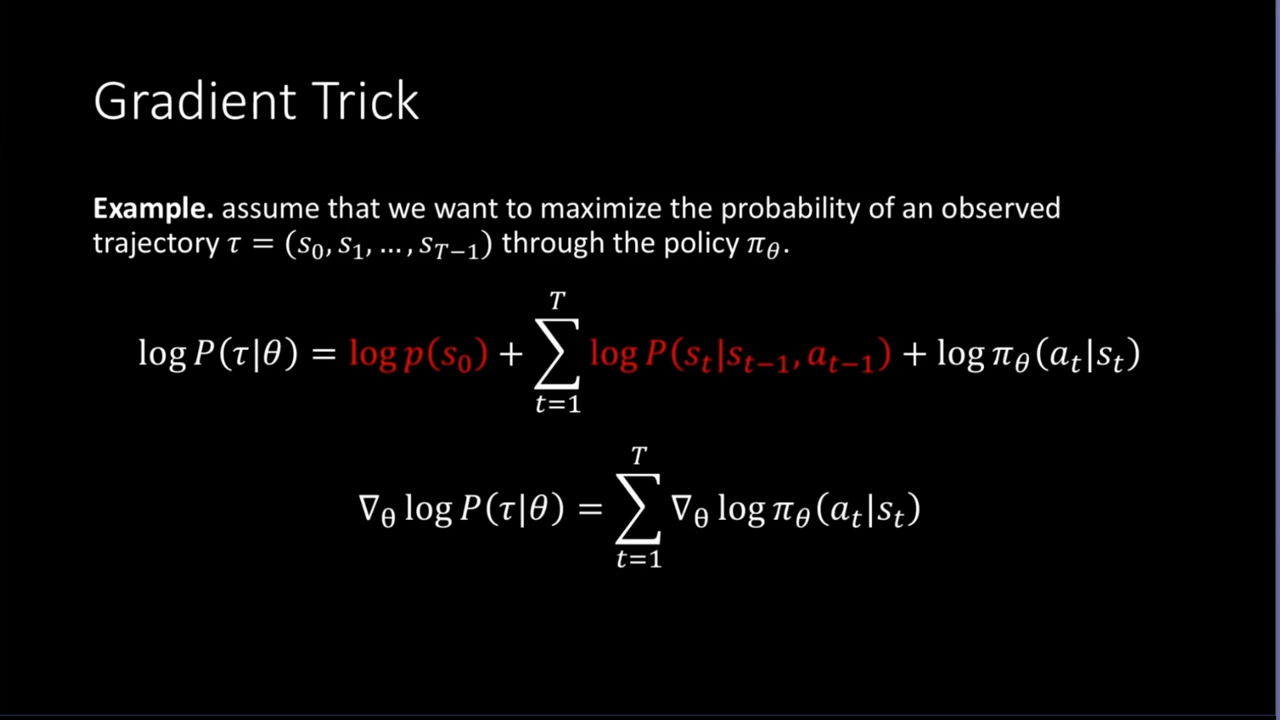 Gradient Trick
Example. assume that we want to maximize the probability of an observed
trajectory τ = (s₀, s₁, … , s_{T−1}) through the policy π_θ.
log P(τ|θ) = log p(s₀) + ∑_{t=1}^{T} log P(s_t|s_{t−1}, a_{t−1}) + log π_θ(a_t|s_t)
∇_θ log P(τ|θ) = ∑_{t=1}^{T} ∇_θ log π_θ(a_t|s_t)